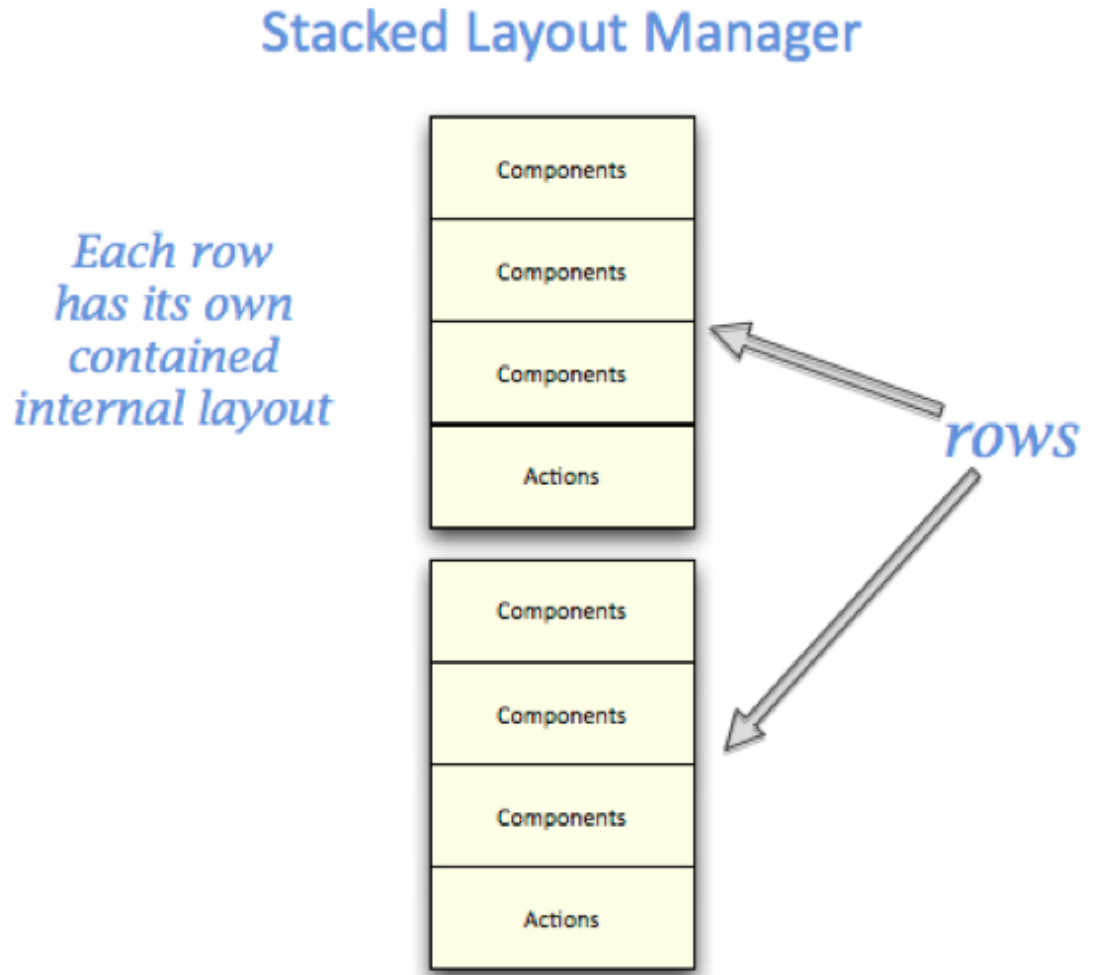 Stacked Layout Manager
Components
Components
Components
Actions
Each row
has its own
contained
internal layout
rows
Components
Components
Components
Actions